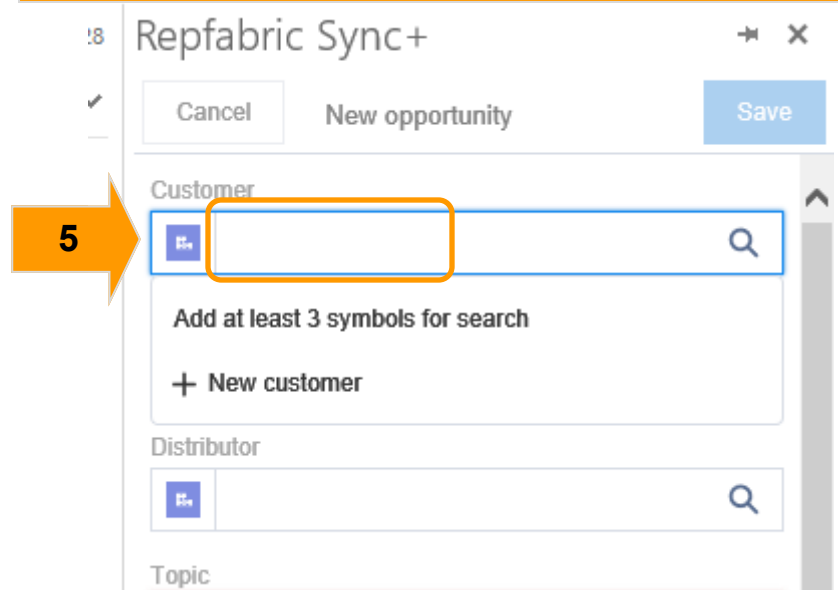 28
Repfabric Sync+
Cancel
New opportunity
Save
Customer
5
Add at least 3 symbols for search
+ New customer
Distributor
Topic